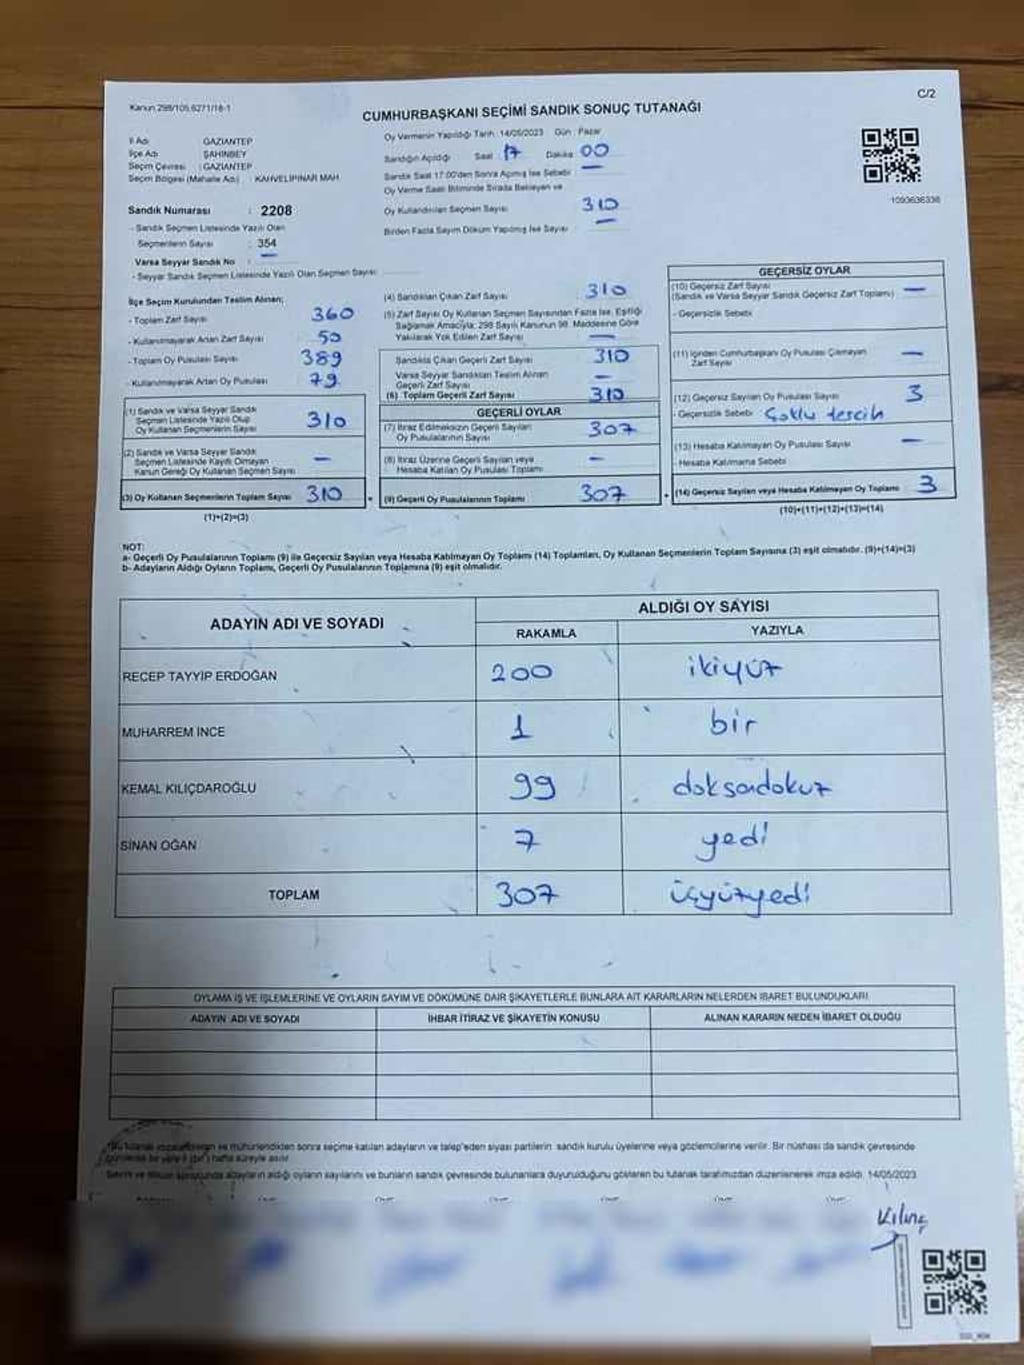 Kanun 298/105,6271/18-1
C/2
CUMHURBAŞKANI SEÇİMİ SANDIK SONUÇ TUTANAĞI
İl Adı : GAZİANTEP
İlçe Adı : ŞAHİNBEY
Seçim Çevresi : GAZİANTEP
Seçim Bölgesi (Mahalle Adı) : KAHVELİPINAR MAH.
Sandık Numarası : 2208
- Sandık Seçmen Listesinde Yazılı Olan
Seçmenlerin Sayısı : 354
Varsa Seyyar Sandık No : —
- Seyyar Sandık Seçmen Listesinde Yazılı Olan Seçmen Sayısı:
Oy Vermenin Yapıldığı Tarih :14/05/2023 Gün : Pazar
Sandığın Açıldığı Saat : 17 Dakika : 00
Sandık Saat 17:00'den Sonra Açılmış İse Sebebi : —
Oy Verme Saati Bitiminde Sırada Bekleyen ve
Oy Kullandırılan Seçmen Sayısı : 310
Birden Fazla Sayım Döküm Yapılmış İse Sayısı : —
1093636336
İlçe Seçim Kurulundan Teslim Alınan;
- Toplam Zarf Sayısı : 360
- Kullanılmayarak Artan Zarf Sayısı : 50
- Toplam Oy Pusulası Sayısı : 389
- Kullanılmayarak Artan Oy Pusulası : 79
(1) Sandık ve Varsa Seyyar Sandık
Seçmen Listesinde Yazılı Olup
Oy Kullanan Seçmenlerin Sayısı : 310
(2) Sandık ve Varsa Seyyar Sandık
Seçmen Listesinde Kayıtlı Olmayan
Kanun Gereği Oy Kullanan Seçmen Sayısı : —
(3) Oy Kullanan Seçmenlerin Toplam Sayısı : 310
(1)+(2)=(3)
(4) Sandıktan Çıkan Zarf Sayısı : 310
(5) Zarf Sayısı Oy Kullanan Seçmen Sayısından Fazla İse, Eşitliği
Sağlamak Amacıyla; 298 Sayılı Kanunun 98. Maddesine Göre
Yakılarak Yok Edilen Zarf Sayısı : —
Sandıkta Çıkan Geçerli Zarf Sayısı : 310
Varsa Seyyar Sandıktan Teslim Alınan
Geçerli Zarf Sayısı : —
(6) Toplam Geçerli Zarf Sayısı : 310
GEÇERLİ OYLAR
(7) İtiraz Edilmeksizin Geçerli Sayılan
Oy Pusulalarının Sayısı : 307
(8) İtiraz Üzerine Geçerli Sayılan veya
Hesaba Katılan Oy Pusulası Toplamı : —
(9) Geçerli Oy Pusulalarının Toplamı : 307
GEÇERSİZ OYLAR
(10) Geçersiz Zarf Sayısı : —
(Sandık ve Varsa Seyyar Sandık Geçersiz Zarf Toplamı)
- Geçersizlik Sebebi :
(11) İçinden Cumhurbaşkanı Oy Pusulası Çıkmayan
Zarf Sayısı : —
(12) Geçersiz Sayılan Oy Pusulası Sayısı : 3
- Geçersizlik Sebebi : Çoklu tercih
(13) Hesaba Katılmayan Oy Pusulası Sayısı : —
- Hesaba Katılmama Sebebi :
(14) Geçersiz Sayılan veya Hesaba Katılmayan Oy Toplamı : 3
(10)+(11)+(12)+(13)=(14)
NOT:
a- Geçerli Oy Pusulalarının Toplamı (9) ile Geçersiz Sayılan veya Hesaba Katılmayan Oy Toplamı (14) Toplamları, Oy Kullanan Seçmenlerin Toplam Sayısına (3) eşit olmalıdır. (9)+(14)=(3)
b- Adayların Aldığı Oyların Toplamı, Geçerli Oy Pusulalarının Toplamına (9) eşit olmalıdır.
ADAYIN ADI VE SOYADI
ALDIĞI OY SAYISI
RAKAMLA YAZIYLA
RECEP TAYYİP ERDOĞAN 200 ikiyüz
MUHARREM İNCE 1 bir
KEMAL KILIÇDAROĞLU 99 doksandokuz
SİNAN OĞAN 7 yedi
TOPLAM 307 üçyüzyedi
OYLAMA İŞ VE İŞLEMLERİNE VE OYLARIN SAYIM VE DÖKÜMÜNE DAİR ŞİKAYETLERLE BUNLARA AİT KARARLARIN NELERDEN İBARET BULUNDUKLARI
ADAYIN ADI VE SOYADI İHBAR İTİRAZ VE ŞİKAYETİN KONUSU ALINAN KARARIN NEDEN İBARET OLDUĞU
ve mühürlendikten sonra seçime katılan adayların ve talep eden siyasi partilerin sandık kurulu üyelerine veya gözlemcilerine verilir. Bir nüshası da sandık çevresinde
hafta süreyle asılır.
adayların aldığı oyların sayılarını ve bunların sandık çevresinde bulunanlara duyurulduğunu gösteren bu tutanak tarafımızdan düzenlenerek imza edildi. 14/05/2023
Kılınç